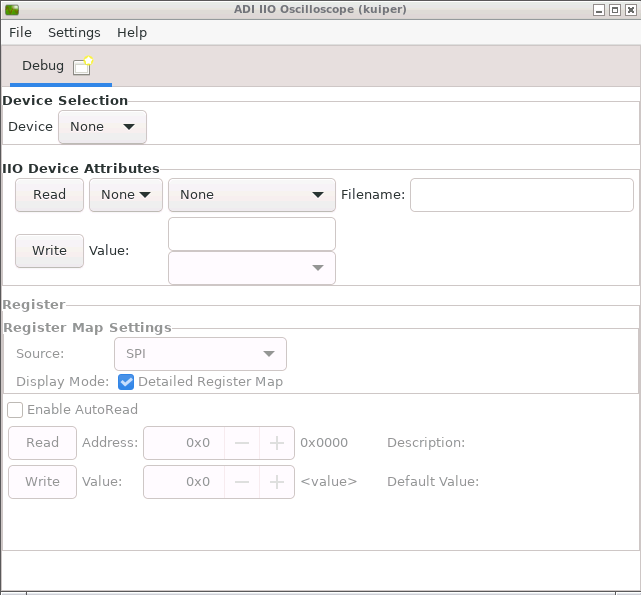 ADI IIO Oscilloscope (kuiper)
File Settings Help
Debug
Device Selection
Device None
IIO Device Attributes
Read None None Filename:
Write Value:
Register
Register Map Settings
Source: SPI
Display Mode: Detailed Register Map
Enable AutoRead
Read Address: 0x0 0x0000 Description:
Write Value: 0x0 <value> Default Value: